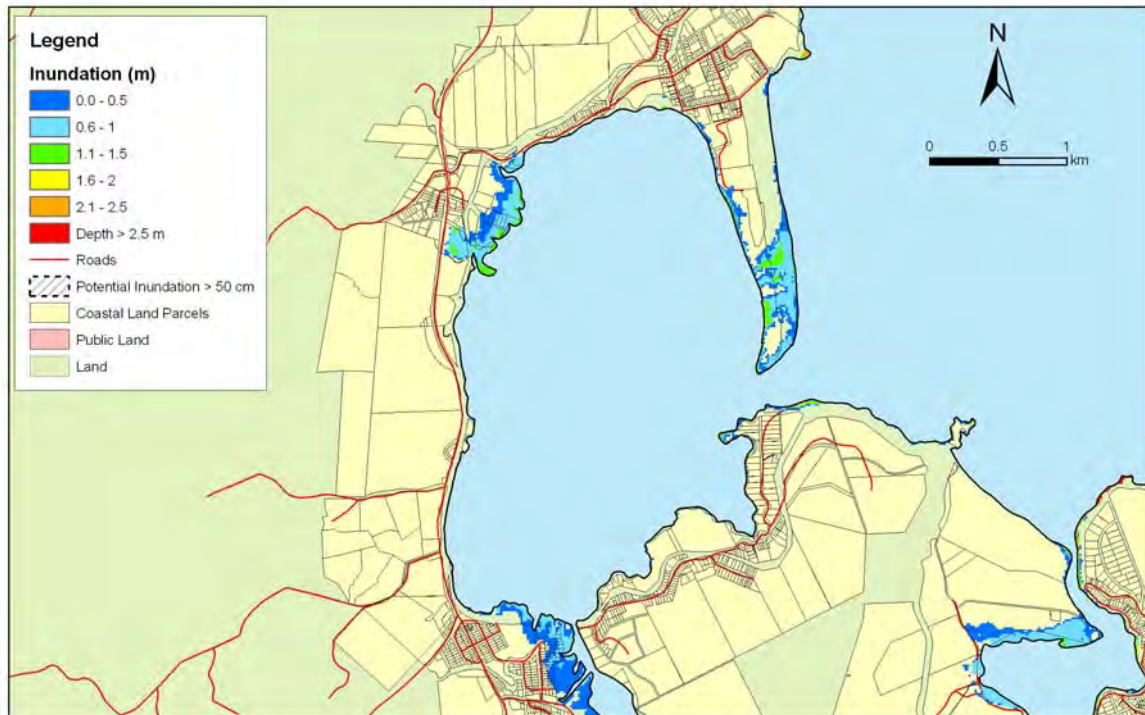 Legend
Inundation (m)
0.0 - 0.5
0.6 - 1
1.1 - 1.5
1.6 - 2
2.1 - 2.5
Depth > 2.5 m
Roads
Potential Inundation > 50 cm
Coastal Land Parcels
Public Land
Land
N
0 0.5 1
km